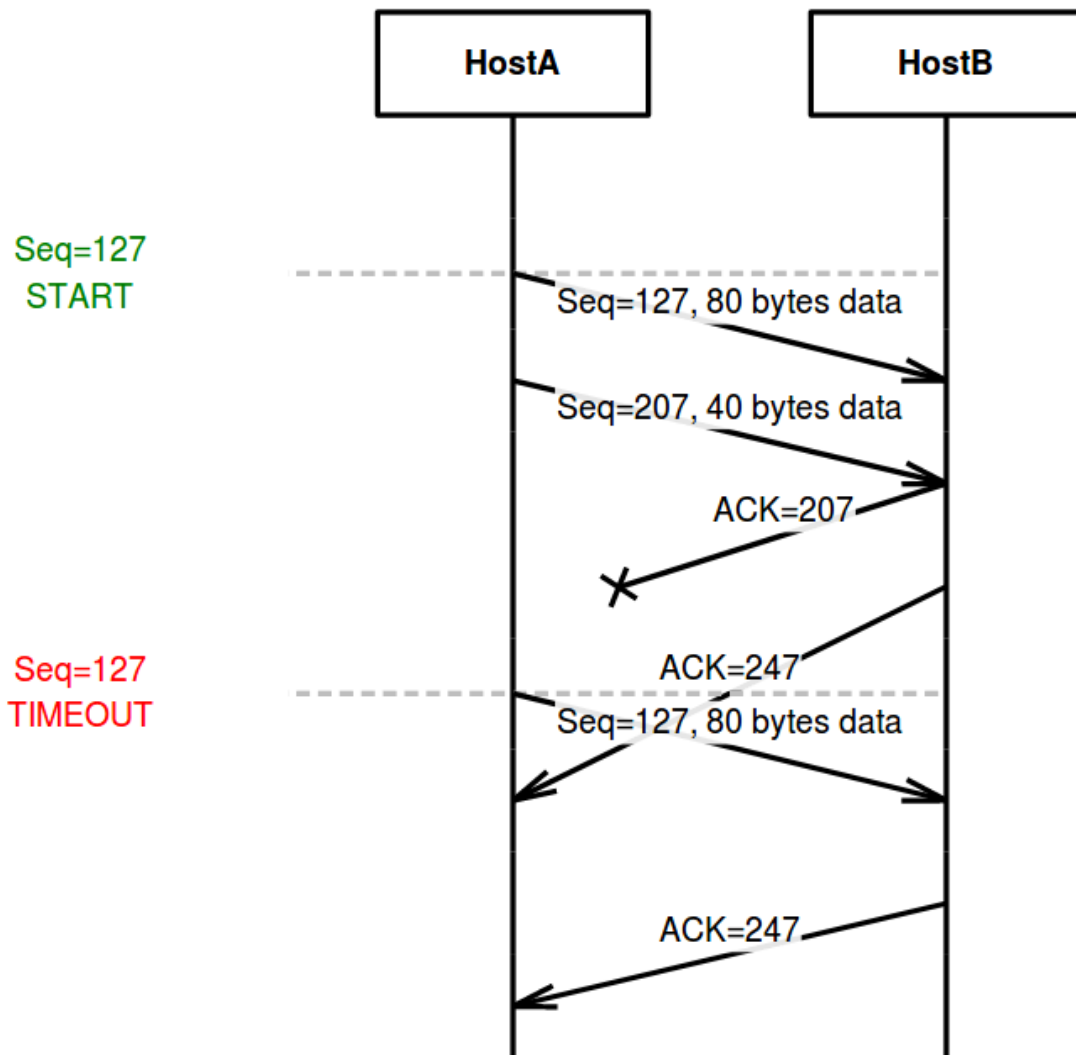 HostA
HostB
Seq=127
START
Seq=127, 80 bytes data
Seq=207, 40 bytes data
ACK=207
ACK=247
Seq=127
TIMEOUT
Seq=127, 80 bytes data
ACK=247